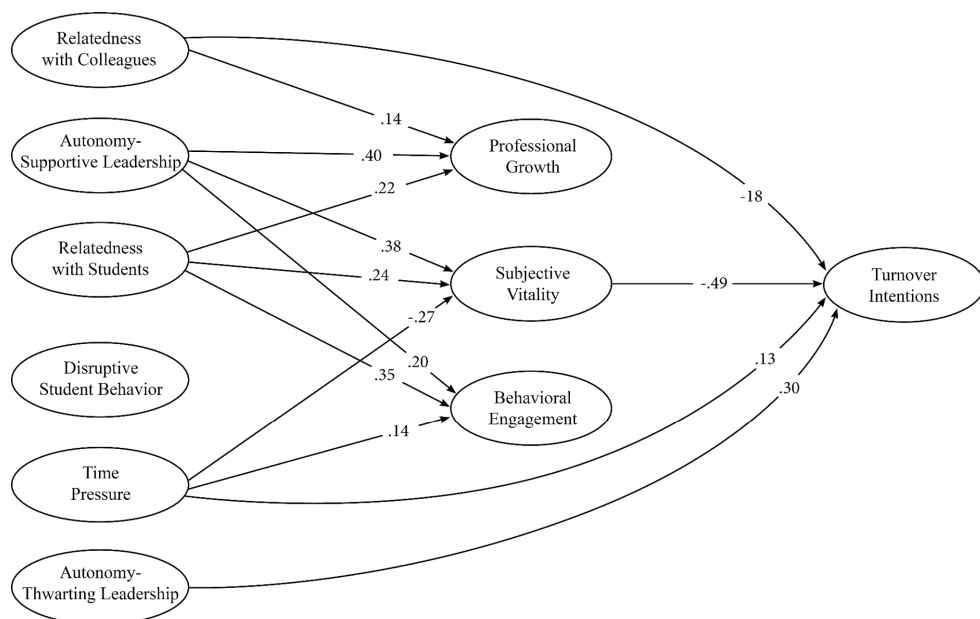 Relatedness
with Colleagues
Autonomy-
Supportive Leadership
Relatedness
with Students
Disruptive
Student Behavior
Time
Pressure
Autonomy-
Thwarting Leadership
.14
.40
.22
.38
.24
-.27
.20
.35
.14
Professional
Growth
Subjective
Vitality
Behavioral
Engagement
-18
-.49
.13
.30
Turnover
Intentions